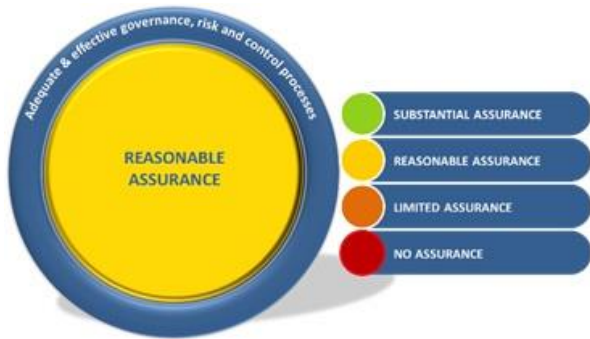 Adequate & effective governance, risk and control processes
REASONABLE
ASSURANCE
SUBSTANTIAL ASSURANCE
REASONABLE ASSURANCE
LIMITED ASSURANCE
NO ASSURANCE